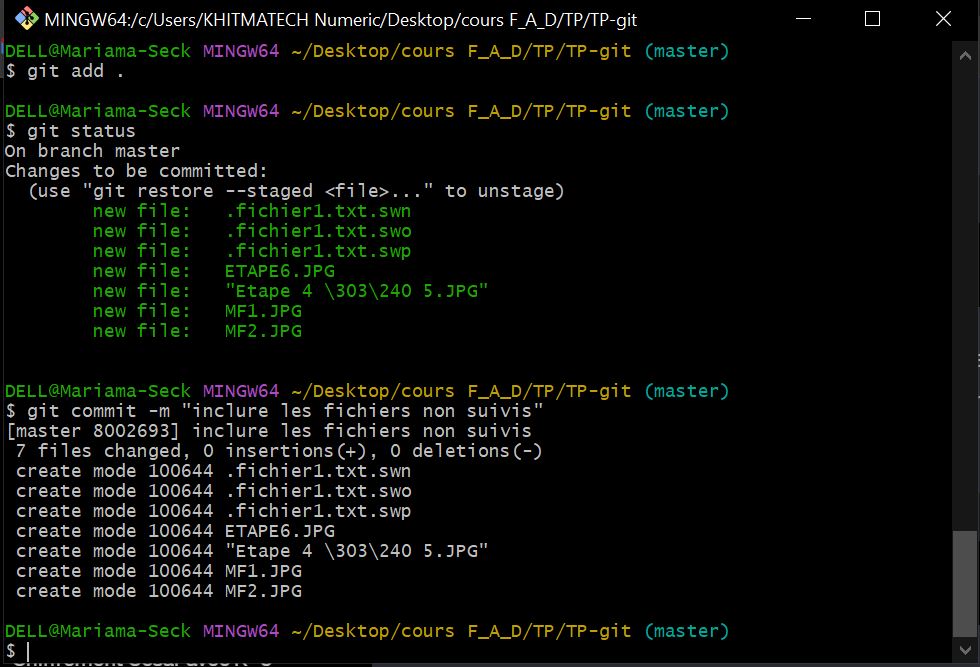 MINGW64:/c/Users/KHITMATECH Numeric/Desktop/cours F_A_D/TP/TP-git
DELL@Mariama-Seck MINGW64 ~/Desktop/cours F_A_D/TP/TP-git (master)
$ git add .
DELL@Mariama-Seck MINGW64 ~/Desktop/cours F_A_D/TP/TP-git (master)
$ git status
On branch master
Changes to be committed:
  (use "git restore --staged <file>..." to unstage)
        new file:   .fichier1.txt.swn
        new file:   .fichier1.txt.swo
        new file:   .fichier1.txt.swp
        new file:   ETAPE6.JPG
        new file:   "Etape 4 \303\240 5.JPG"
        new file:   MF1.JPG
        new file:   MF2.JPG
DELL@Mariama-Seck MINGW64 ~/Desktop/cours F_A_D/TP/TP-git (master)
$ git commit -m "inclure les fichiers non suivis"
[master 8002693] inclure les fichiers non suivis
 7 files changed, 0 insertions(+), 0 deletions(-)
 create mode 100644 .fichier1.txt.swn
 create mode 100644 .fichier1.txt.swo
 create mode 100644 .fichier1.txt.swp
 create mode 100644 ETAPE6.JPG
 create mode 100644 "Etape 4 \303\240 5.JPG"
 create mode 100644 MF1.JPG
 create mode 100644 MF2.JPG
DELL@Mariama-Seck MINGW64 ~/Desktop/cours F_A_D/TP/TP-git (master)
$